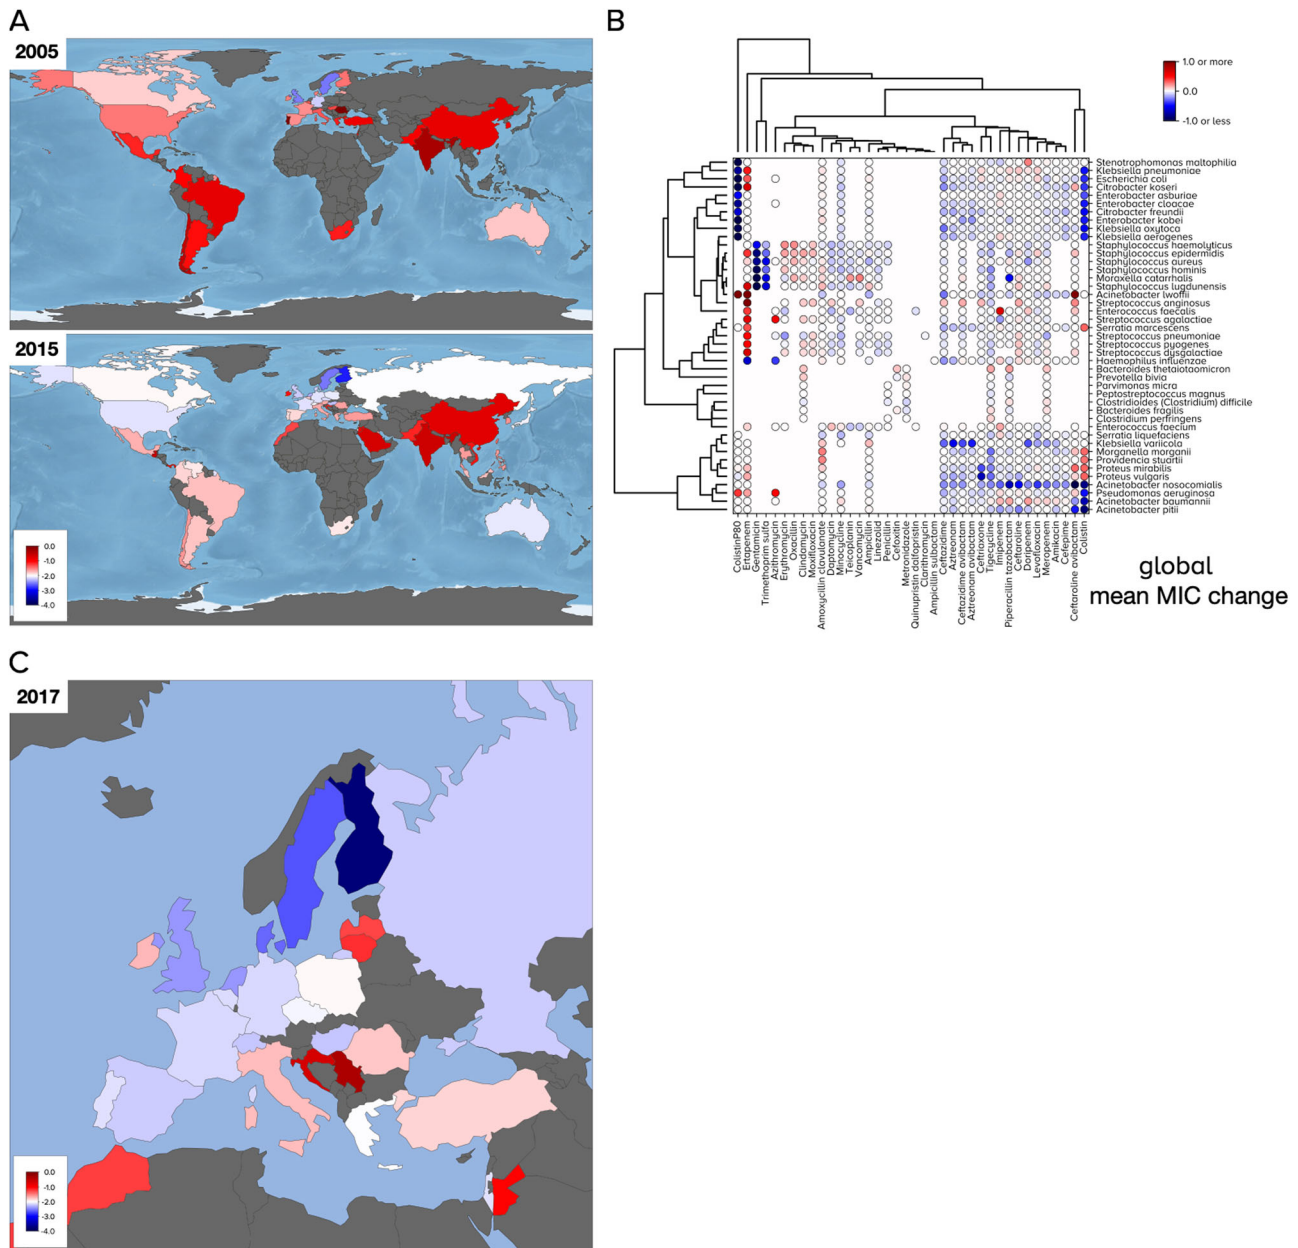 A
2005
2015
0.0
-1.0
-2.0
-3.0
-4.0
B
1.0 or more
0.0
-1.0 or less
Stenotrophomonas maltophilia
Klebsiella pneumoniae
Escherichia coli
Citrobacter koseri
Enterobacter asburiae
Enterobacter cloacae
Citrobacter freundii
Enterobacter kobei
Klebsiella oxytoca
Klebsiella aerogenes
Staphylococcus haemolyticus
Staphylococcus epidermidis
Staphylococcus aureus
Staphylococcus hominis
Moraxella catarrhalis
Staphylococcus lugdunensis
Acinetobacter lwoffii
Streptococcus anginosus
Enterococcus faecalis
Streptococcus agalactiae
Serratia marcescens
Streptococcus pneumoniae
Streptococcus pyogenes
Streptococcus dysgalactiae
Haemophilus influenzae
Bacteroides thetaiotaomicron
Prevotella bivia
Parvimonas micra
Peptostreptococcus magnus
Clostridioides (Clostridium) difficile
Bacteroides fragilis
Clostridium perfringens
Enterococcus faecium
Serratia liquefaciens
Klebsiella variicola
Morganella morganii
Providencia stuartii
Proteus mirabilis
Proteus vulgaris
Acinetobacter nosocomialis
Pseudomonas aeruginosa
Acinetobacter baumannii
Acinetobacter pitii
ColistinP80
Ertapenem
Gentamicin
Trimethoprim sulfa
Azithromycin
Erythromycin
Oxacillin
Clindamycin
Moxifloxacin
Amoxycillin clavulanate
Daptomycin
Minocycline
Teicoplanin
Vancomycin
Ampicillin
Linezolid
Penicillin
Cefoxitin
Metronidazole
Quinupristin dalfopristin
Clarithromycin
Ampicillin sulbactam
Ceftazidime
Aztreonam
Ceftazidime avibactam
Aztreonam avibactam
Ceftriaxone
Tigecycline
Imipenem
Piperacillin tazobactam
Ceftaroline
Doripenem
Levofloxacin
Meropenem
Amikacin
Cefepime
Ceftaroline avibactam
Colistin
global
mean MIC change
C
2017
0.0
-1.0
-2.0
-3.0
-4.0